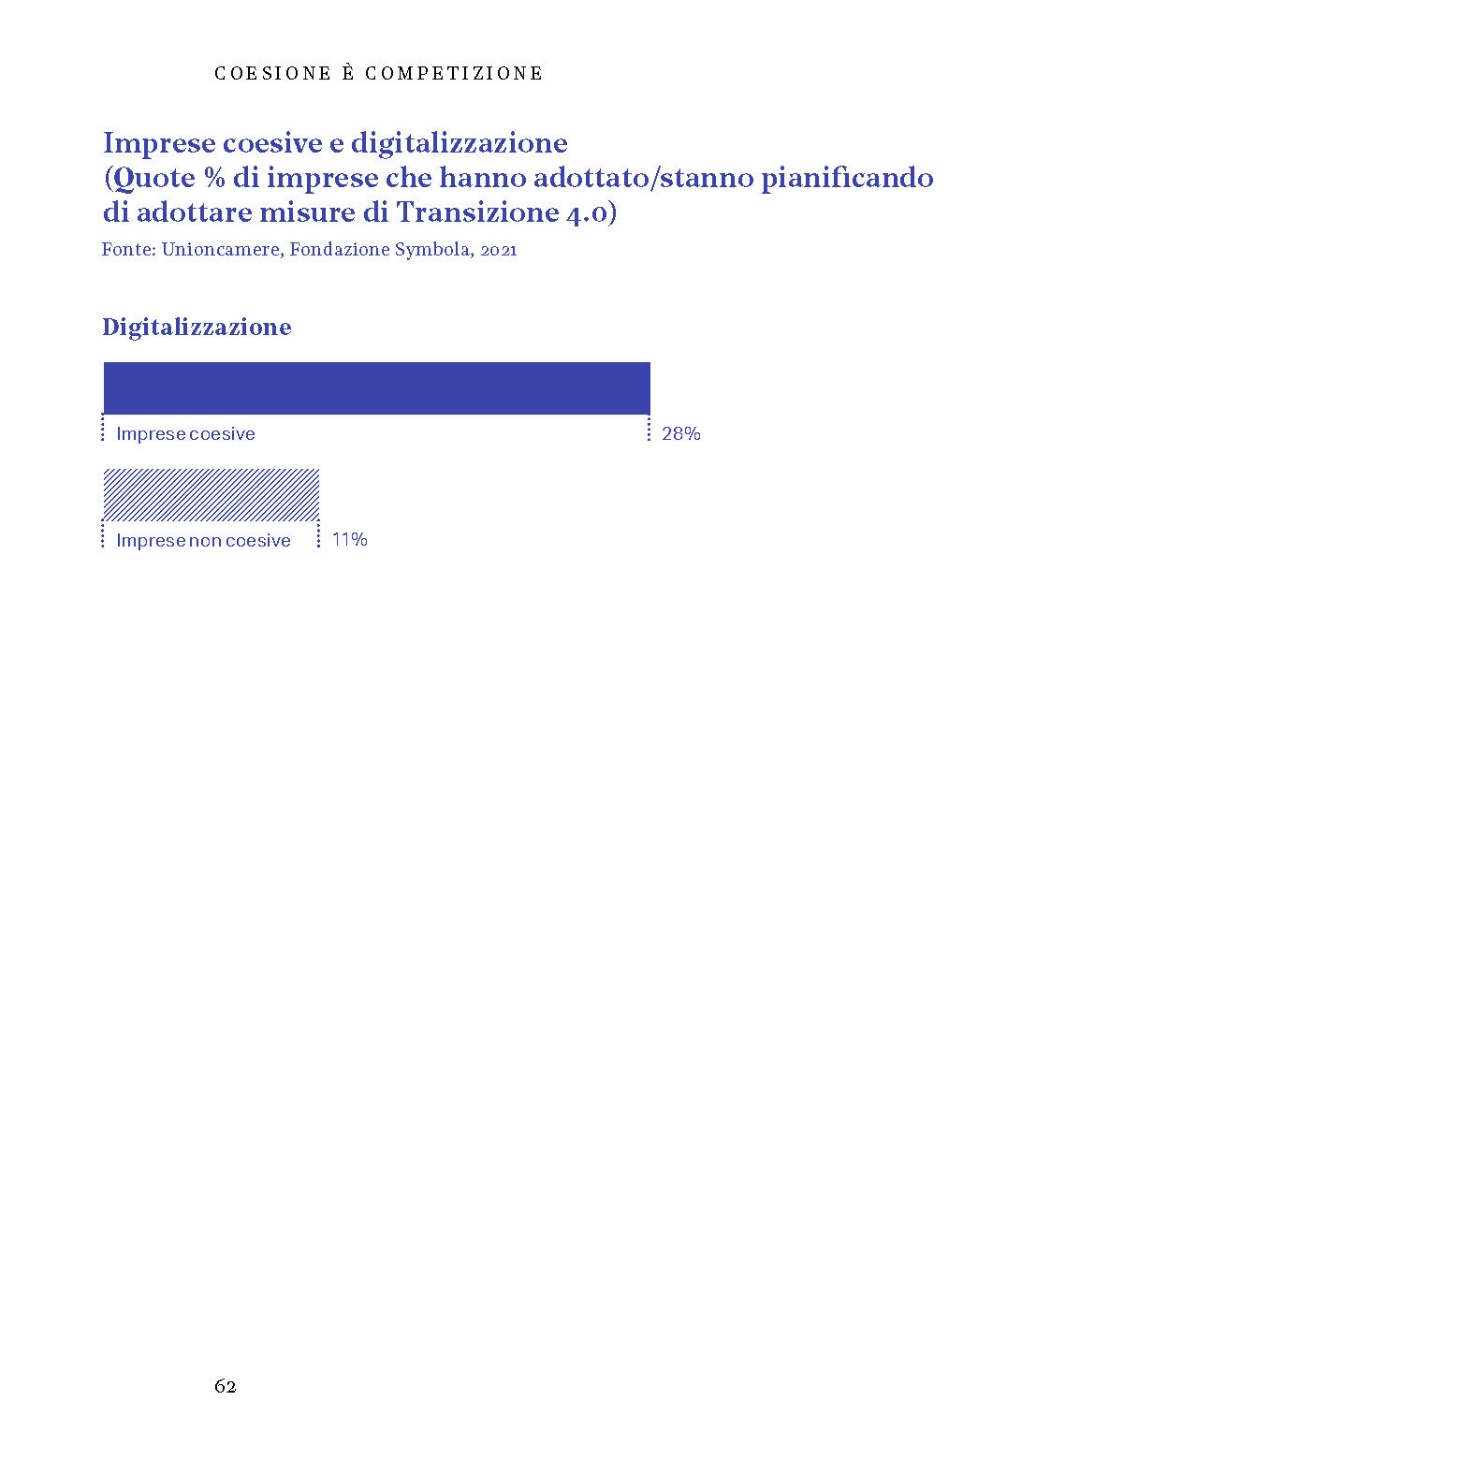 COESIONE È COMPETIZIONE
Imprese coesive e digitalizzazione
(Quote % di imprese che hanno adottato/stanno pianificando
di adottare misure di Transizione 4.0)
Fonte: Unioncamere, Fondazione Symbola, 2021
Digitalizzazione
Imprese coesive 28%
Imprese non coesive 11%
62